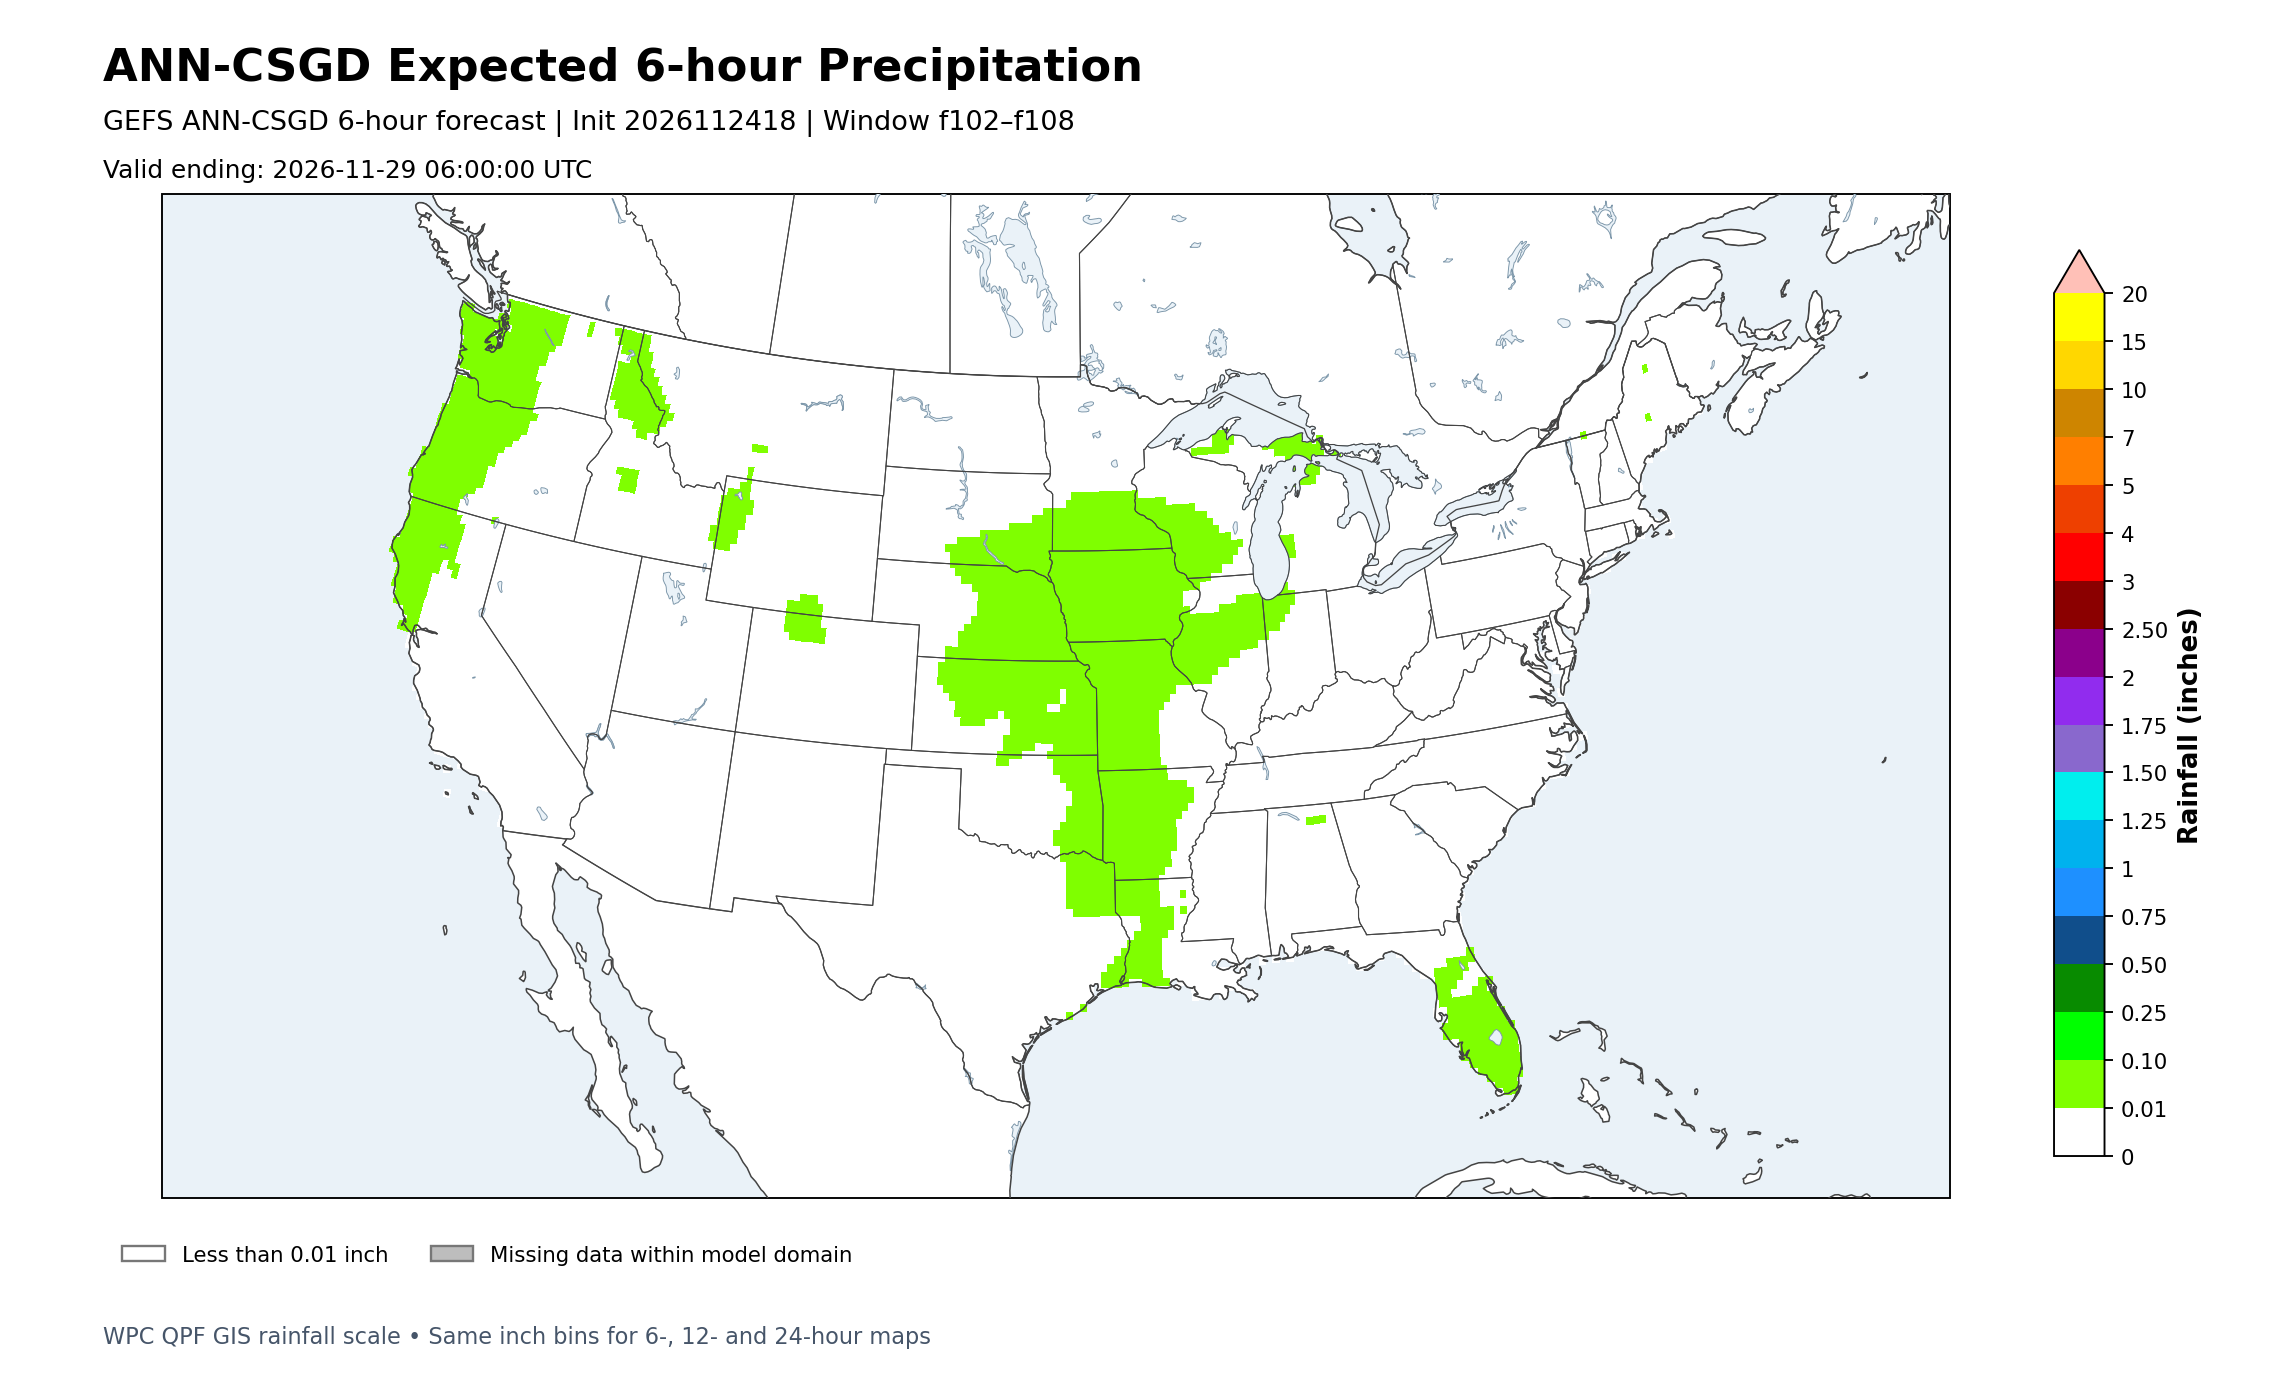 ANN-CSGD Expected 6-hour Precipitation
GEFS ANN-CSGD 6-hour forecast | Init 2026112418 | Window f102–f108
Valid ending: 2026-11-29 06:00:00 UTC
20
15
10
7
5
4
3
2.50
2
1.75
1.50
1.25
1
0.75
0.50
0.25
0.10
0.01
0
Rainfall (inches)
Less than 0.01 inch
Missing data within model domain
WPC QPF GIS rainfall scale • Same inch bins for 6-, 12- and 24-hour maps